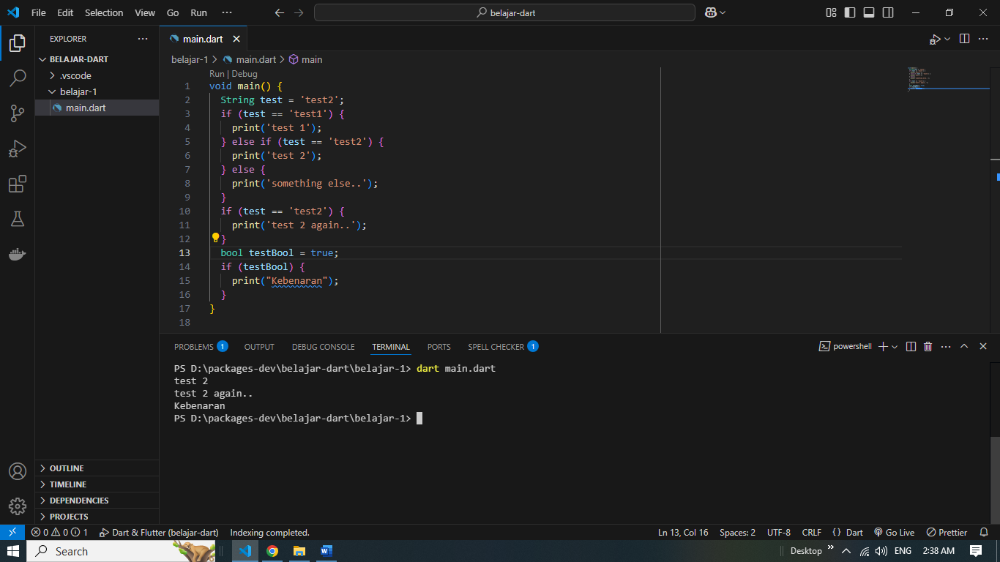 File Edit Selection View Go Run ··· belajar-dart
EXPLORER ···
BELAJAR-DART
.vscode
belajar-1
main.dart
OUTLINE
TIMELINE
DEPENDENCIES
PROJECTS
main.dart
belajar-1 > main.dart > main
Run | Debug
1 void main() {
2 String test = 'test2';
3 if (test == 'test1') {
4 print('test 1');
5 } else if (test == 'test2') {
6 print('test 2');
7 } else {
8 print('something else..');
9 }
10 if (test == 'test2') {
11 print('test 2 again..');
12 }
13 bool testBool = true;
14 if (testBool) {
15 print("Kebenaran");
16 }
17 }
18
PROBLEMS 1 OUTPUT DEBUG CONSOLE TERMINAL PORTS SPELL CHECKER 1 powershell
PS D:\packages-dev\belajar-dart\belajar-1> dart main.dart
test 2
test 2 again..
Kebenaran
PS D:\packages-dev\belajar-dart\belajar-1>
0 0 1 Dart & Flutter (belajar-dart) Indexing completed. Ln 13, Col 16 Spaces: 2 UTF-8 CRLF {} Dart Go Live Prettier
Search Desktop ENG 2:38 AM